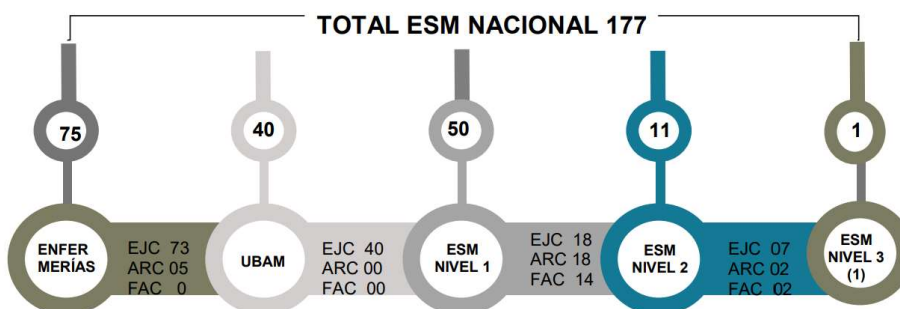 TOTAL ESM NACIONAL 177
75
40
50
11
1
ENFER
MERÍAS
EJC 73
ARC 05
FAC 0
UBAM
EJC 40
ARC 00
FAC 00
ESM
NIVEL 1
EJC 18
ARC 18
FAC 14
ESM
NIVEL 2
EJC 07
ARC 02
FAC 02
ESM
NIVEL 3
(1)